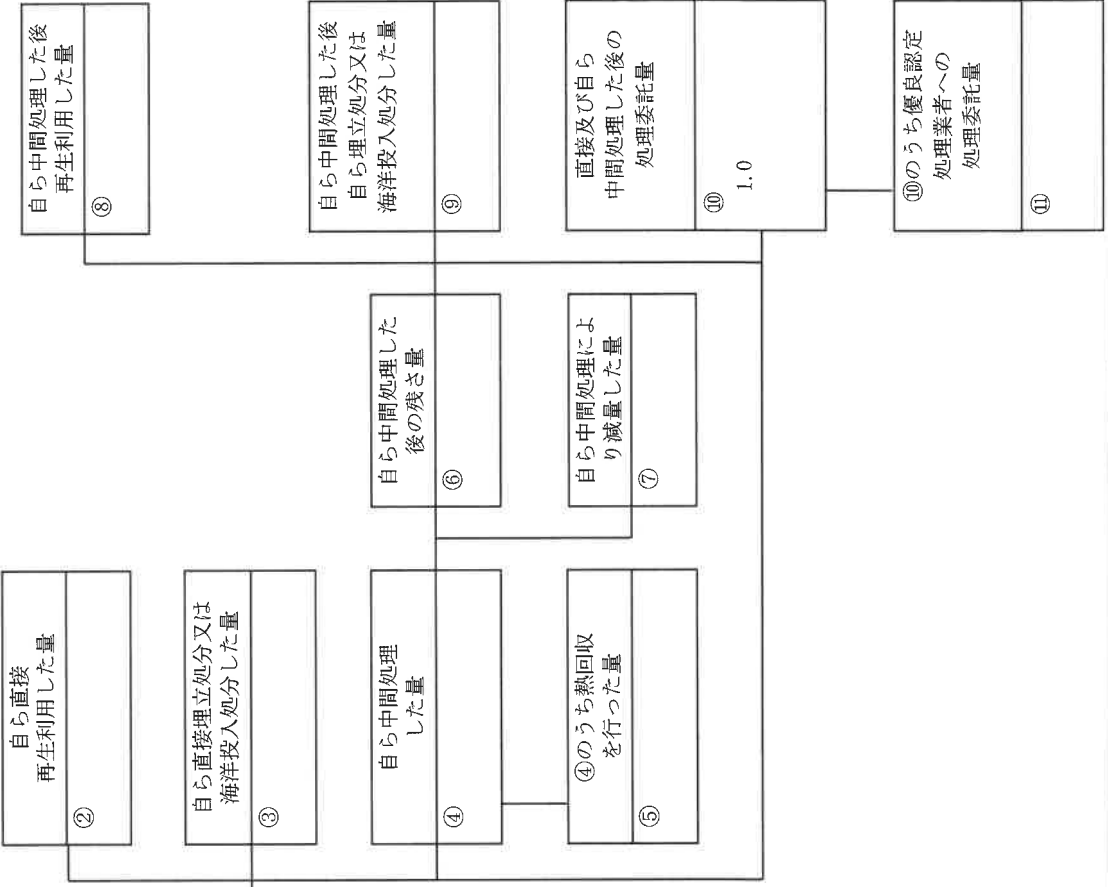 自ら直接
再生利用した量
②
自ら直接埋立処分又は
海洋投入処分した量
③
自ら中間処理
した量
④
④のうち熱回収
を行った量
⑤
自ら中間処理した
後の残さ量
⑥
自ら中間処理によ
り減量した量
⑦
自ら中間処理した後
再生利用した量
⑧
自ら中間処理した後
自ら埋立処分又は
海洋投入処分した量
⑨
直接及び自ら
中間処理した後の
処理委託量
⑩
1.0
⑩のうち優良認定
処理業者への
処理委託量
⑪